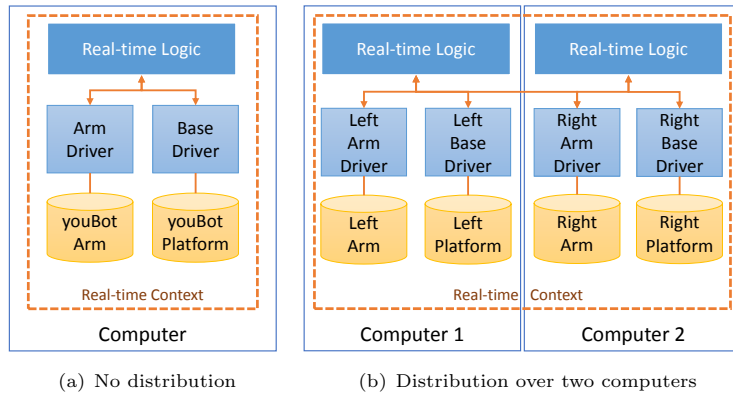 Real-time Logic
Arm
Driver
Base
Driver
youBot
Arm
youBot
Platform
Real-time Context
Computer
(a) No distribution
Real-time Logic
Real-time Logic
Left
Arm
Driver
Left
Base
Driver
Right
Arm
Driver
Right
Base
Driver
Left
Arm
Left
Platform
Right
Arm
Right
Platform
Real-time Context
Computer 1
Computer 2
(b) Distribution over two computers